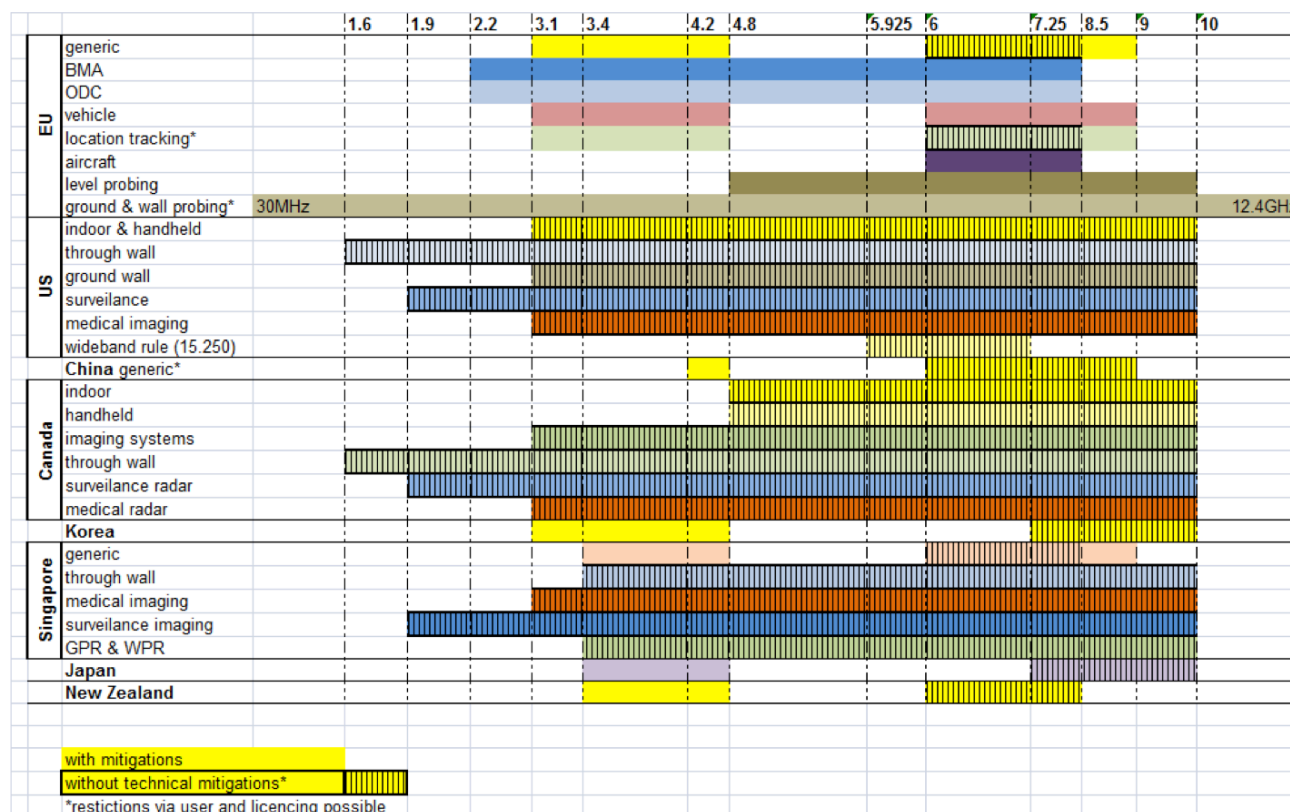 1.6 1.9 2.2 3.1 3.4 4.2 4.8 5.925 6 7.25 8.5 9 10
EU
generic
BMA
ODC
vehicle
location tracking*
aircraft
level probing
ground & wall probing* 30MHz 12.4GH
US
indoor & handheld
through wall
ground wall
surveilance
medical imaging
wideband rule (15.250)
China generic*
Canada
indoor
handheld
imaging systems
through wall
surveilance radar
medical radar
Korea
Singapore
generic
through wall
medical imaging
surveilance imaging
GPR & WPR
Japan
New Zealand
with mitigations
without technical mitigations*
*restictions via user and licencing possible